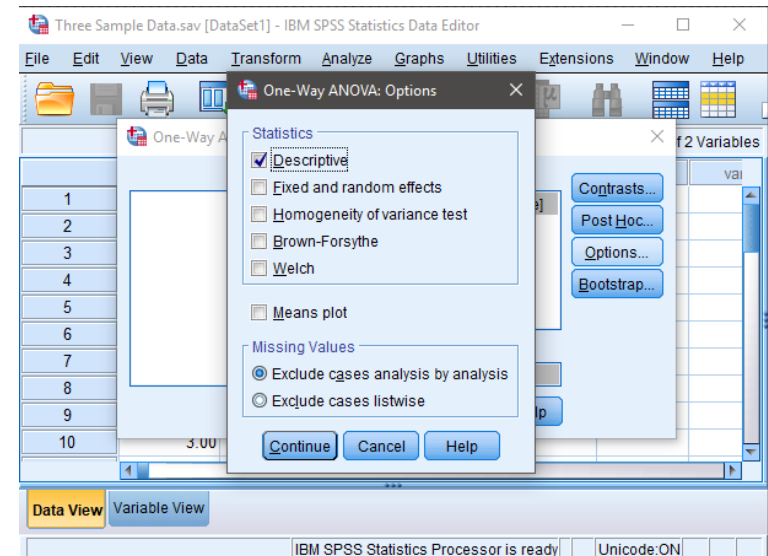 Three Sample Data.sav [DataSet1] - IBM SPSS Statistics Data Editor
File Edit View Data Transform Analyze Graphs Utilities Extensions Window Help
One-Way ANOVA: Options
One-Way A
f 2 Variables
Statistics
Descriptive
Fixed and random effects
Homogeneity of variance test
Brown-Forsythe
Welch
Means plot
Missing Values
Exclude cases analysis by analysis
Exclude cases listwise
Continue Cancel Help
e]
Contrasts...
Post Hoc...
Options...
Bootstrap...
lp
var
1
2
3
4
5
6
7
8
9
10 3.00
Data View Variable View
IBM SPSS Statistics Processor is ready Unicode:ON